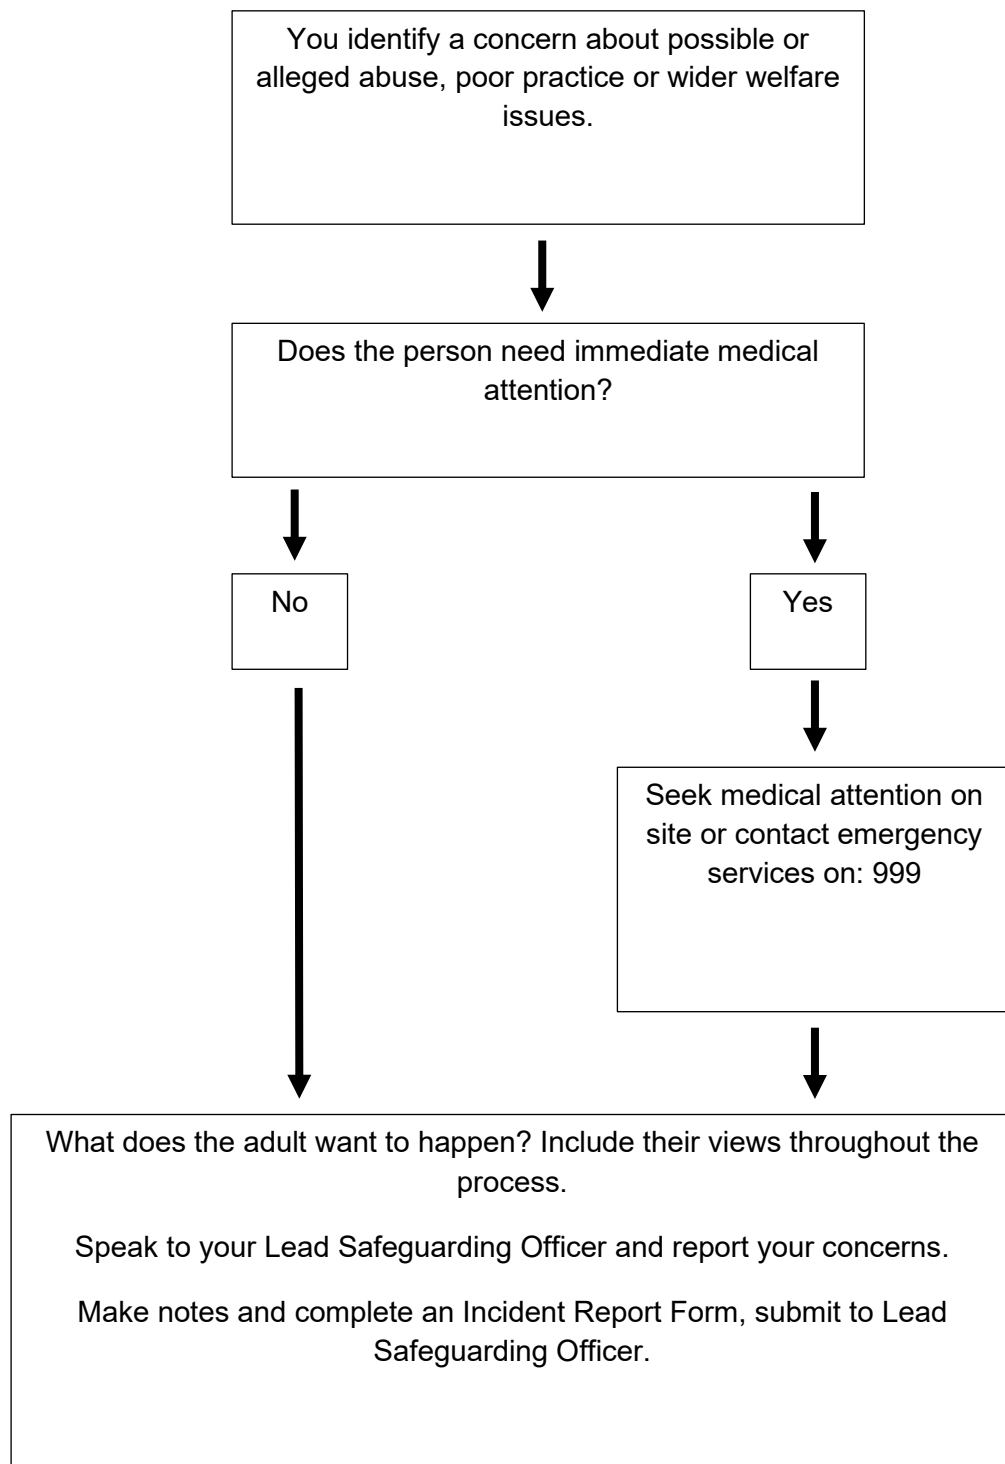 You identify a concern about possible or
alleged abuse, poor practice or wider welfare
issues.
Does the person need immediate medical
attention?
No
Yes
Seek medical attention on
site or contact emergency
services on: 999
What does the adult want to happen? Include their views throughout the
process.
Speak to your Lead Safeguarding Officer and report your concerns.
Make notes and complete an Incident Report Form, submit to Lead
Safeguarding Officer.